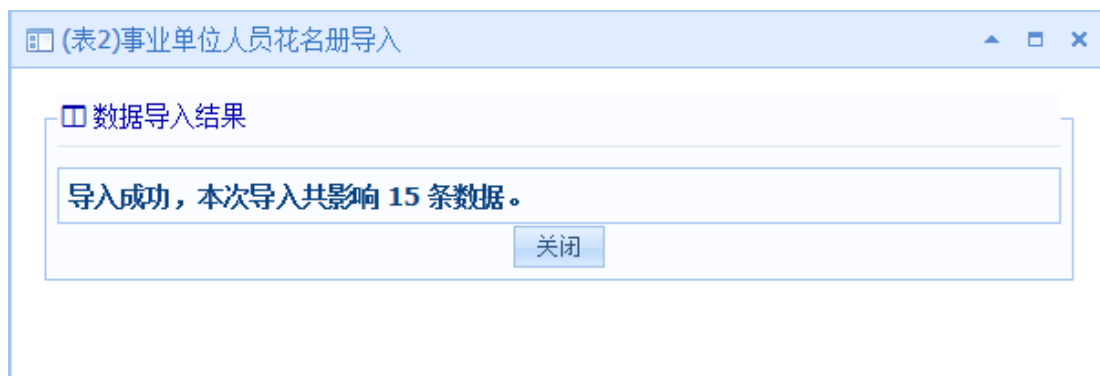 (表2)事业单位人员花名册导入
数据导入结果
导入成功，本次导入共影响 15 条数据。
关闭